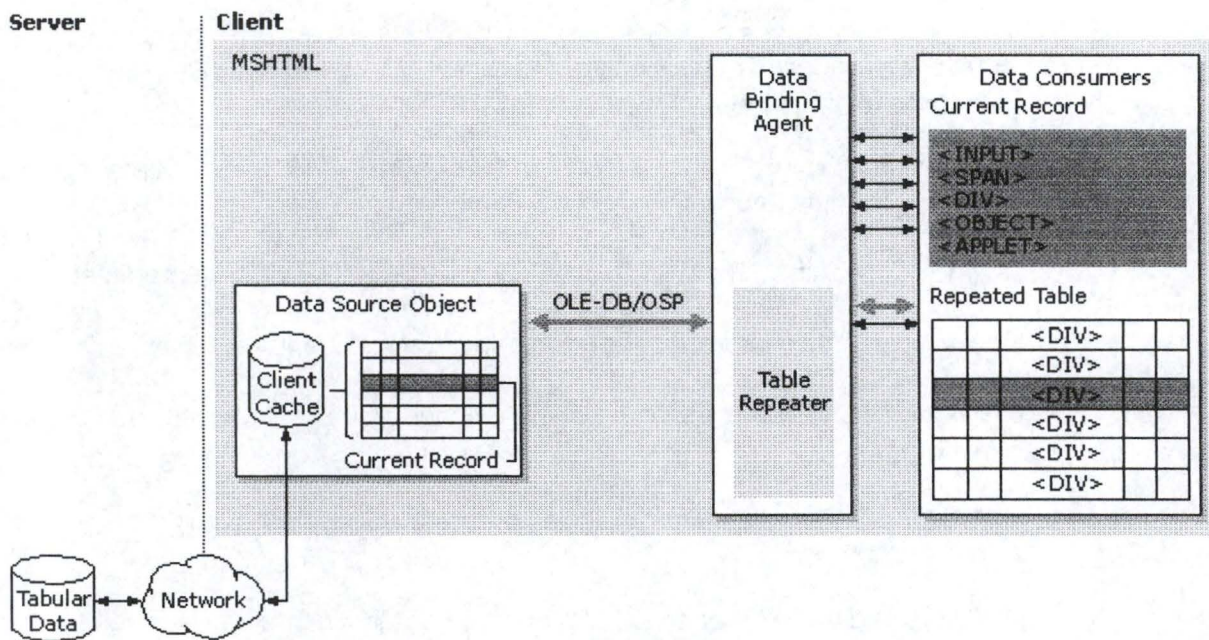 Server
Client
MSHTML
Data
Binding
Agent
Data Consumers
Current Record
<INPUT>
<SPAN>
<DIV>
<OBJECT>
<APPLET>
Data Source Object
OLE-DB/OSP
Repeated Table
Client
Cache
Current Record
Table
Repeater
<DIV>
<DIV>
<DIV>
<DIV>
<DIV>
<DIV>
Tabular
Data
Network